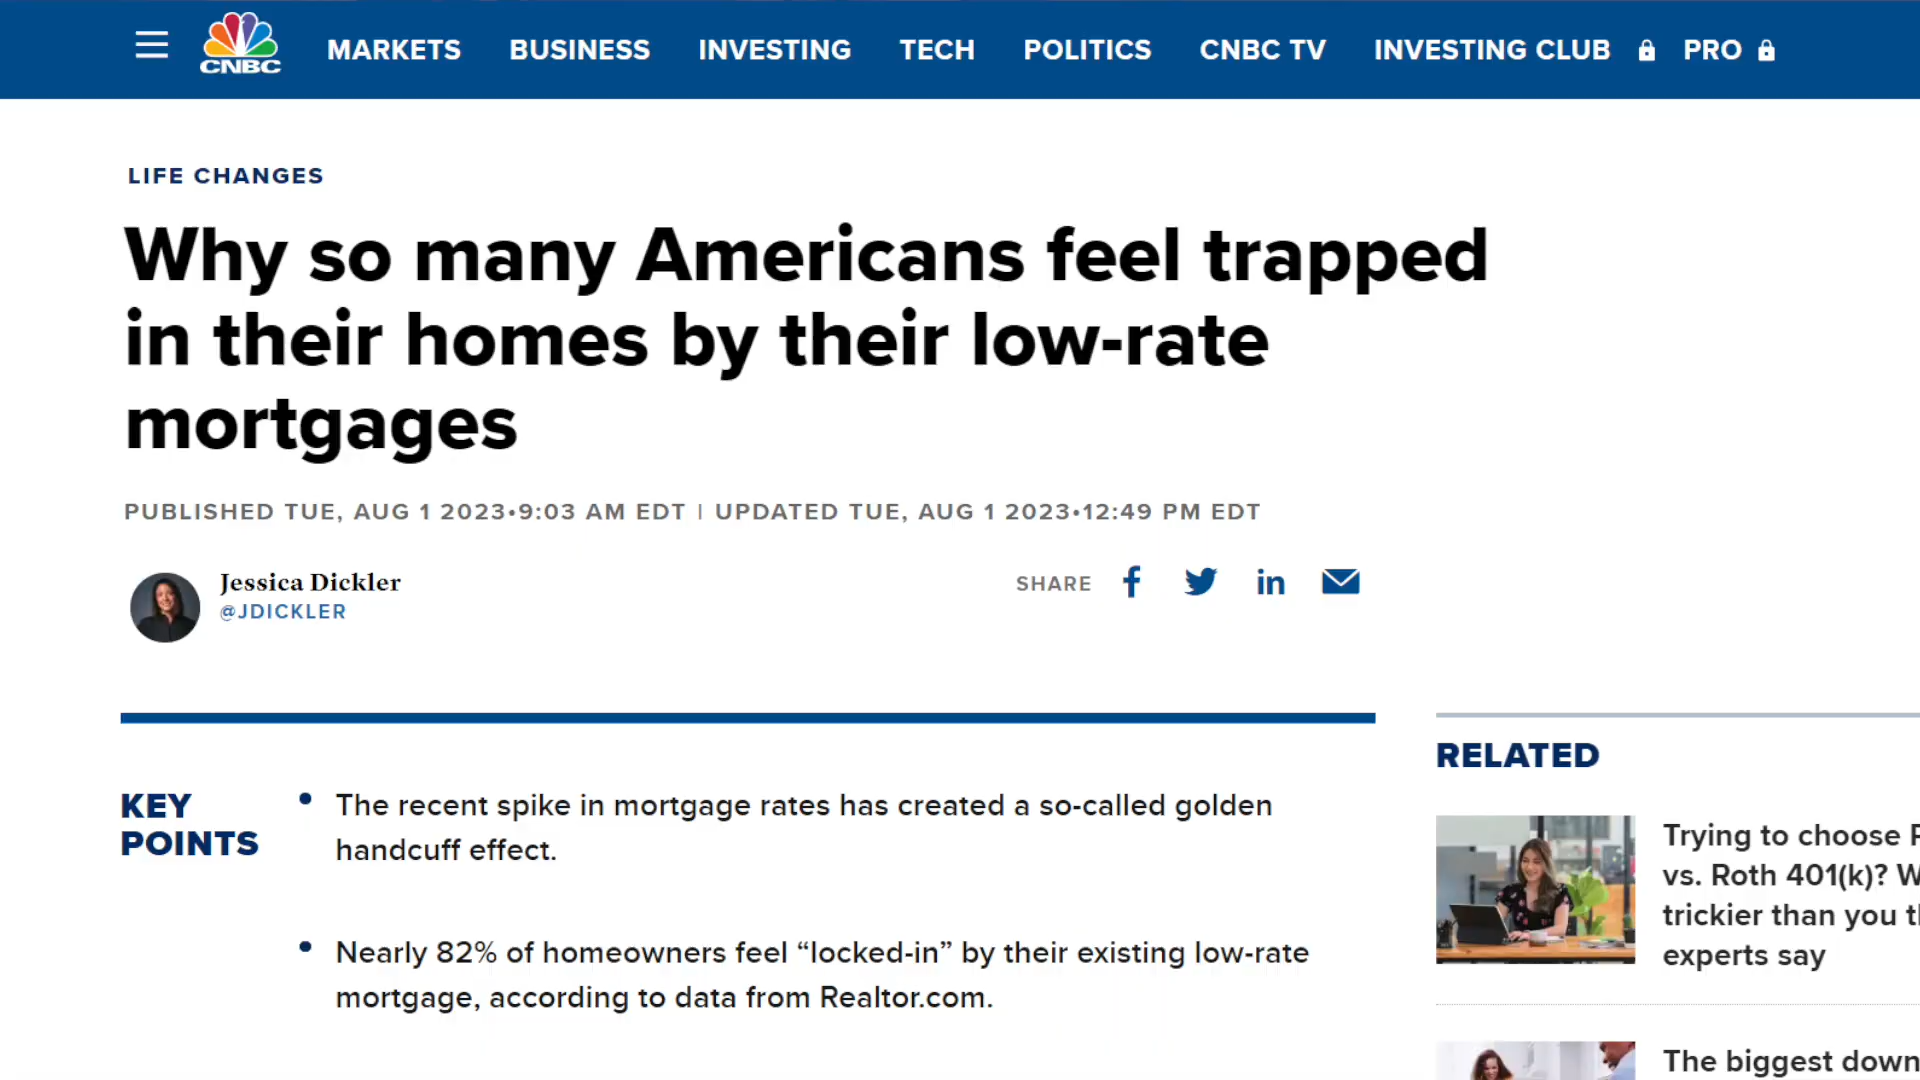 CNBC
MARKETS
BUSINESS
INVESTING
TECH
POLITICS
CNBC TV
INVESTING CLUB
PRO
LIFE CHANGES
Why so many Americans feel trapped
in their homes by their low-rate
mortgages
PUBLISHED TUE, AUG 1 2023•9:03 AM EDT | UPDATED TUE, AUG 1 2023•12:49 PM EDT
Jessica Dickler
@JDICKLER
SHARE
KEY
POINTS
• The recent spike in mortgage rates has created a so-called golden
handcuff effect.
• Nearly 82% of homeowners feel “locked-in” by their existing low-rate
mortgage, according to data from Realtor.com.
RELATED
Trying to choose
vs. Roth 401(k)?
trickier than you
experts say
The biggest down